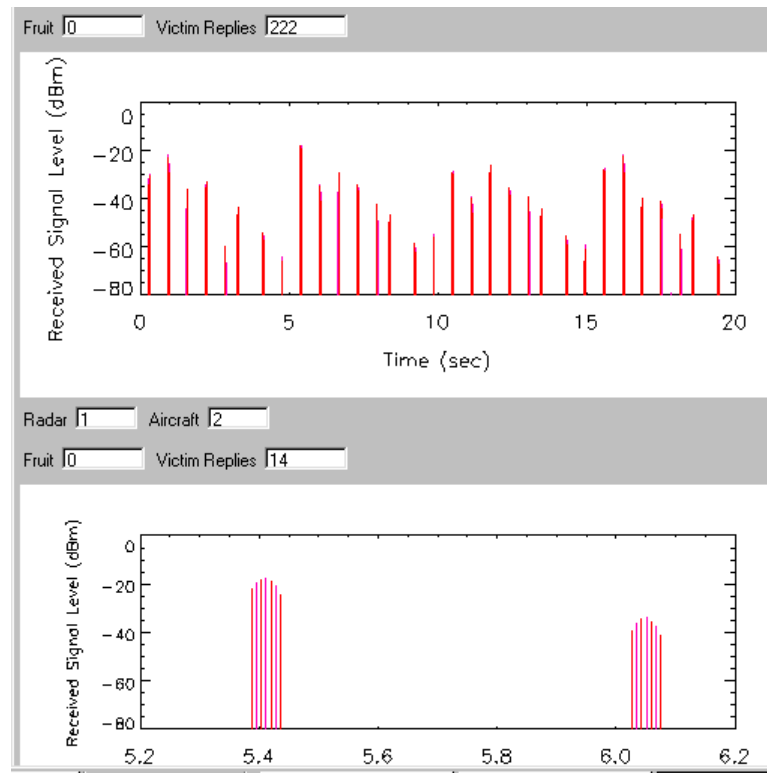 Fruit 0 Victim Replies 222
Received Signal Level (dBm)
0
-20
-40
-60
-80
0 5 10 15 20
Time (sec)
Radar 1 Aircraft 2
Fruit 0 Victim Replies 14
Received Signal Level (dBm)
0
-20
-40
-60
-80
5.2 5.4 5.6 5.8 6.0 6.2